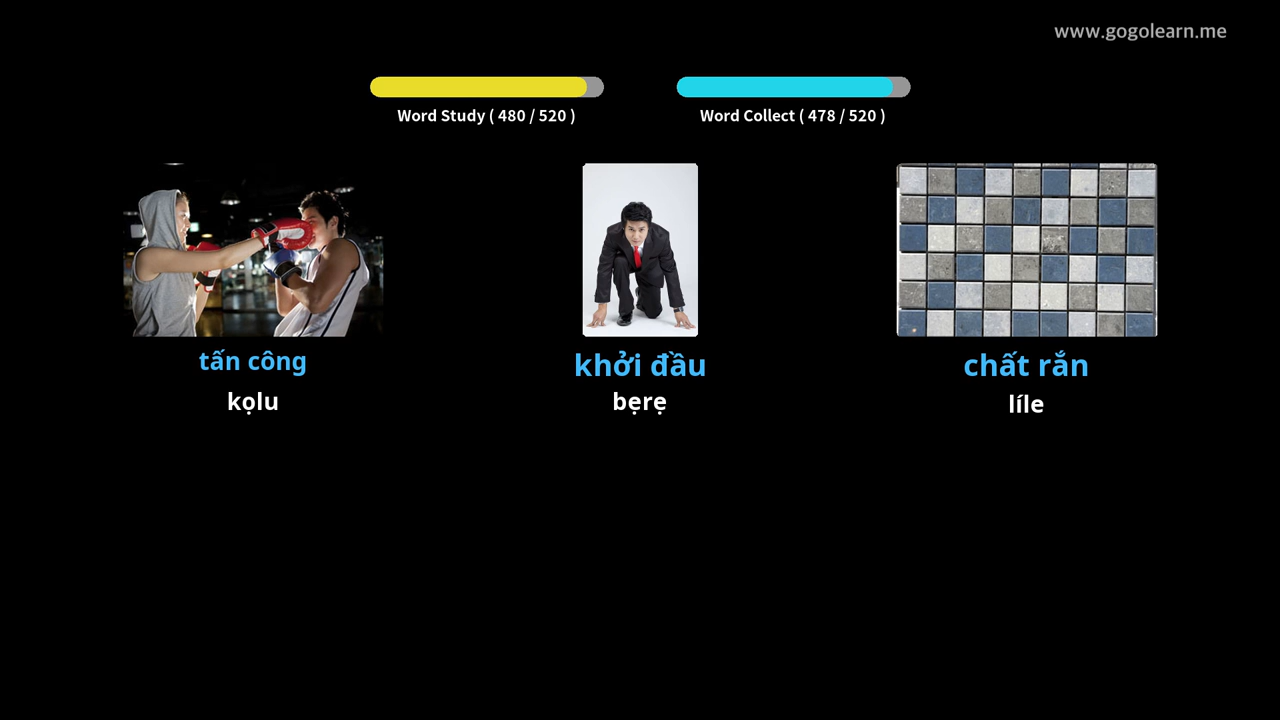 www.gogolearn.me
Word Study ( 480 / 520 )
Word Collect ( 478 / 520 )
tấn công
kọlu
khởi đầu
bẹrẹ
chất rắn
líle